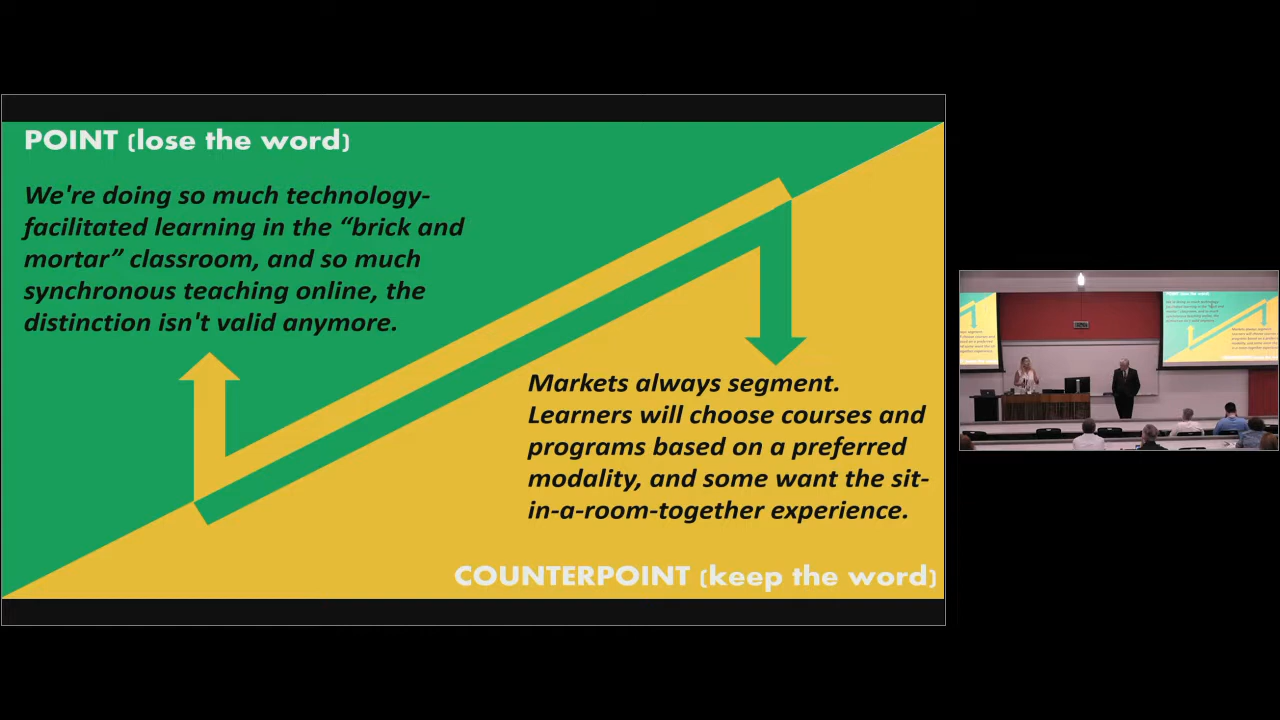 POINT (lose the word)
We're doing so much technology-
facilitated learning in the “brick and
mortar” classroom, and so much
synchronous teaching online, the
distinction isn't valid anymore.
Markets always segment.
Learners will choose courses and
programs based on a preferred
modality, and some want the sit-
in-a-room-together experience.
COUNTERPOINT (keep the word)